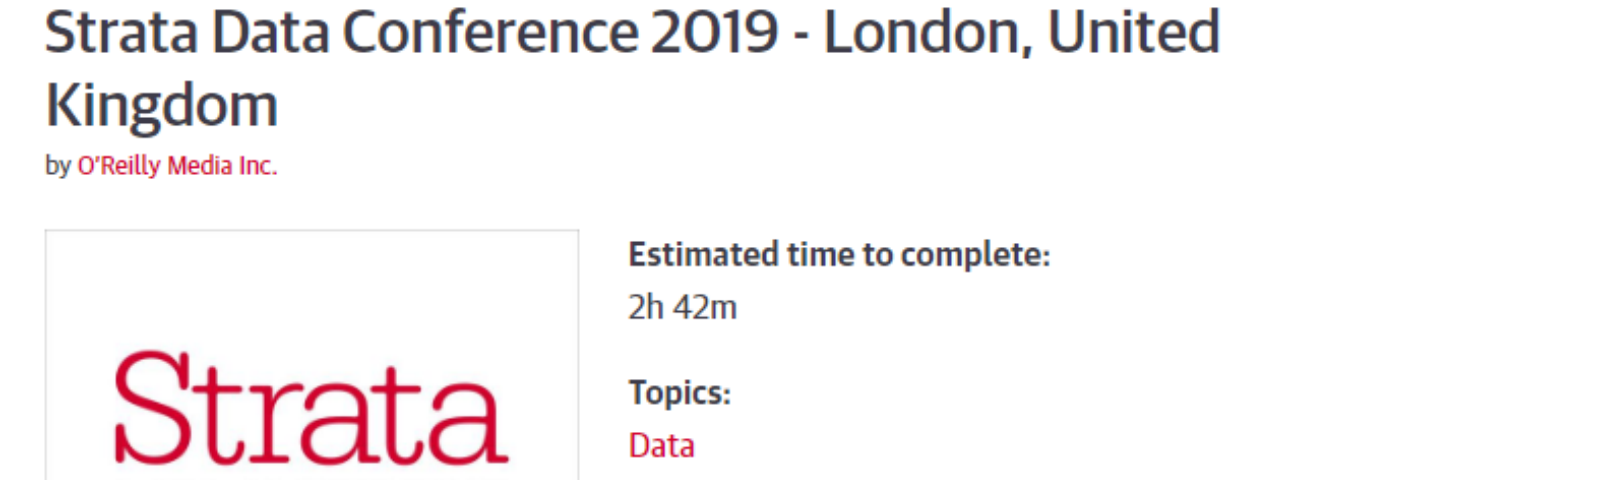 Strata Data Conference 2019 - London, United
Kingdom
by O'Reilly Media Inc.
Estimated time to complete:
2h 42m
Topics:
Data
Strata